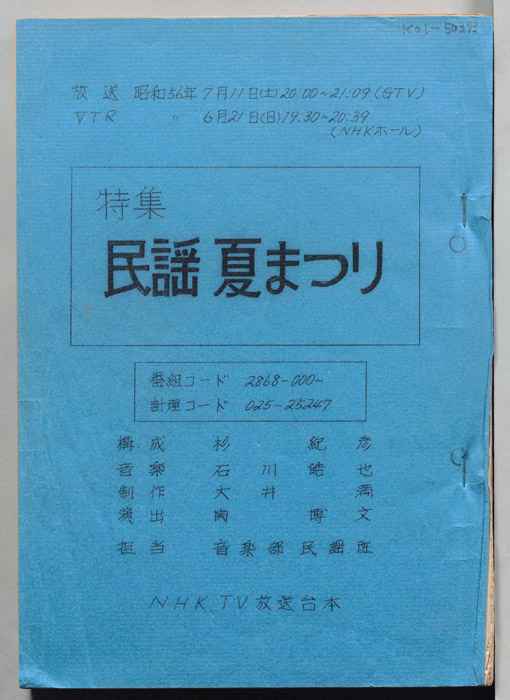 K01-50373
放送 昭和56年7月11日(土)20:00~21:09(GTV)
VTR 〃 6月21日(日)19:30~20:39
(NHKホール)
特集
民謡 夏まつり
番組コード 2868-000~
計理コード 025-25247
構成 杉 紀彦
音楽 石川皓也
制作 大井 満
演出 博文
担当 音楽部民謡班
NHK TV放送台本